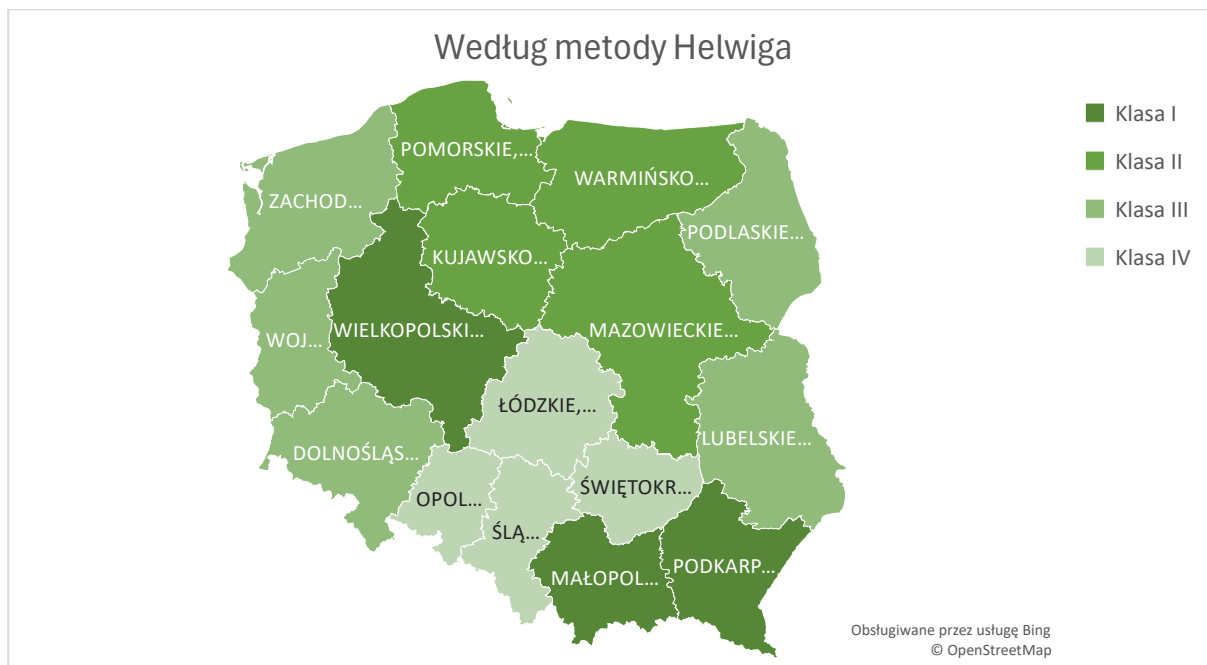 Według metody Helwiga
Klasa I
Klasa II
Klasa III
Klasa IV
POMORSKIE,...
WARMIŃSKO...
ZACHOD...
PODLASKIE...
KUJAWSKO...
WIELKOPOLSKI...
MAZOWIECKIE...
WOJ...
ŁÓDZKIE,...
LUBELSKIE...
DOLNOŚLĄS...
OPOL...
ŚWIĘTOKR...
ŚLĄ...
MAŁOPOL...
PODKARP...
Obsługiwane przez usługę Bing
© OpenStreetMap